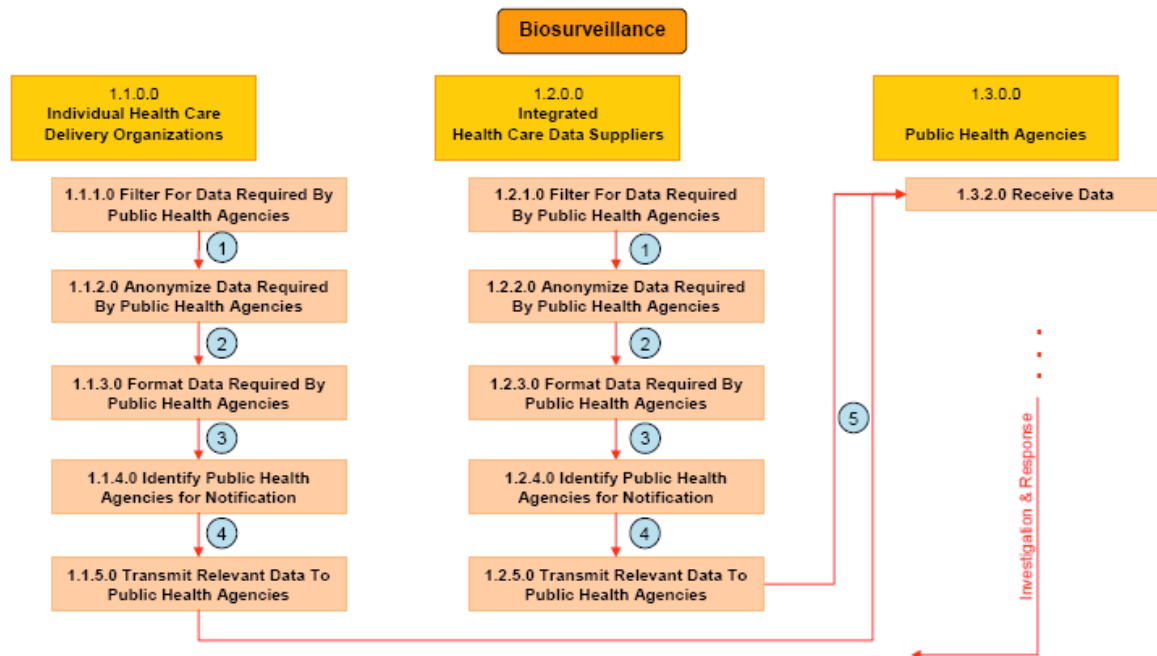 Biosurveillance
1.1.0.0
Individual Health Care
Delivery Organizations
1.2.0.0
Integrated
Health Care Data Suppliers
1.3.0.0
Public Health Agencies
1.1.1.0 Filter For Data Required By
Public Health Agencies
1
1.1.2.0 Anonymize Data Required
By Public Health Agencies
2
1.1.3.0 Format Data Required By
Public Health Agencies
3
1.1.4.0 Identify Public Health
Agencies for Notification
4
1.1.5.0 Transmit Relevant Data To
Public Health Agencies
1.2.1.0 Filter For Data Required
By Public Health Agencies
1
1.2.2.0 Anonymize Data Required
By Public Health Agencies
2
1.2.3.0 Format Data Required By
Public Health Agencies
3
1.2.4.0 Identify Public Health
Agencies for Notification
4
1.2.5.0 Transmit Relevant Data To
Public Health Agencies
5
1.3.2.0 Receive Data
Investigation & Response